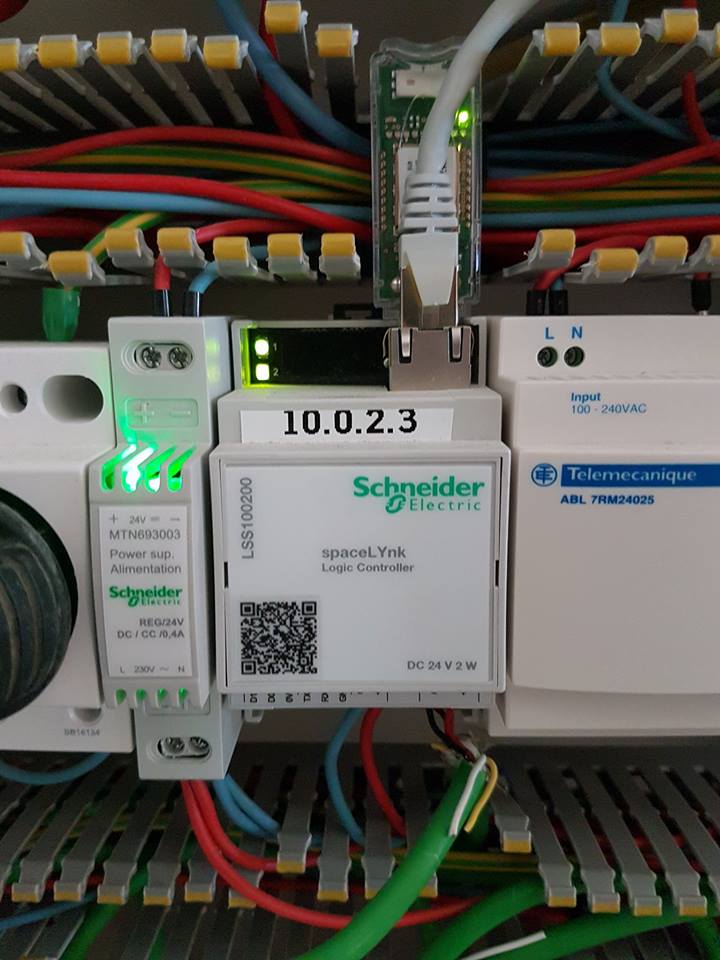 1
2
10.0.2.3
LSS100200
Schneider
Electric
spaceLYnk
Logic Controller
DC 24 V 2 W
+ -
+ 24V -
MTN693003
Power sup.
Alimentation
Schneider
Electric
REG/24V
DC / CC /0,4A
L 230V ~ N
SB16134
L N
Input
100 - 240VAC
Telemecanique
ABL 7RM24025